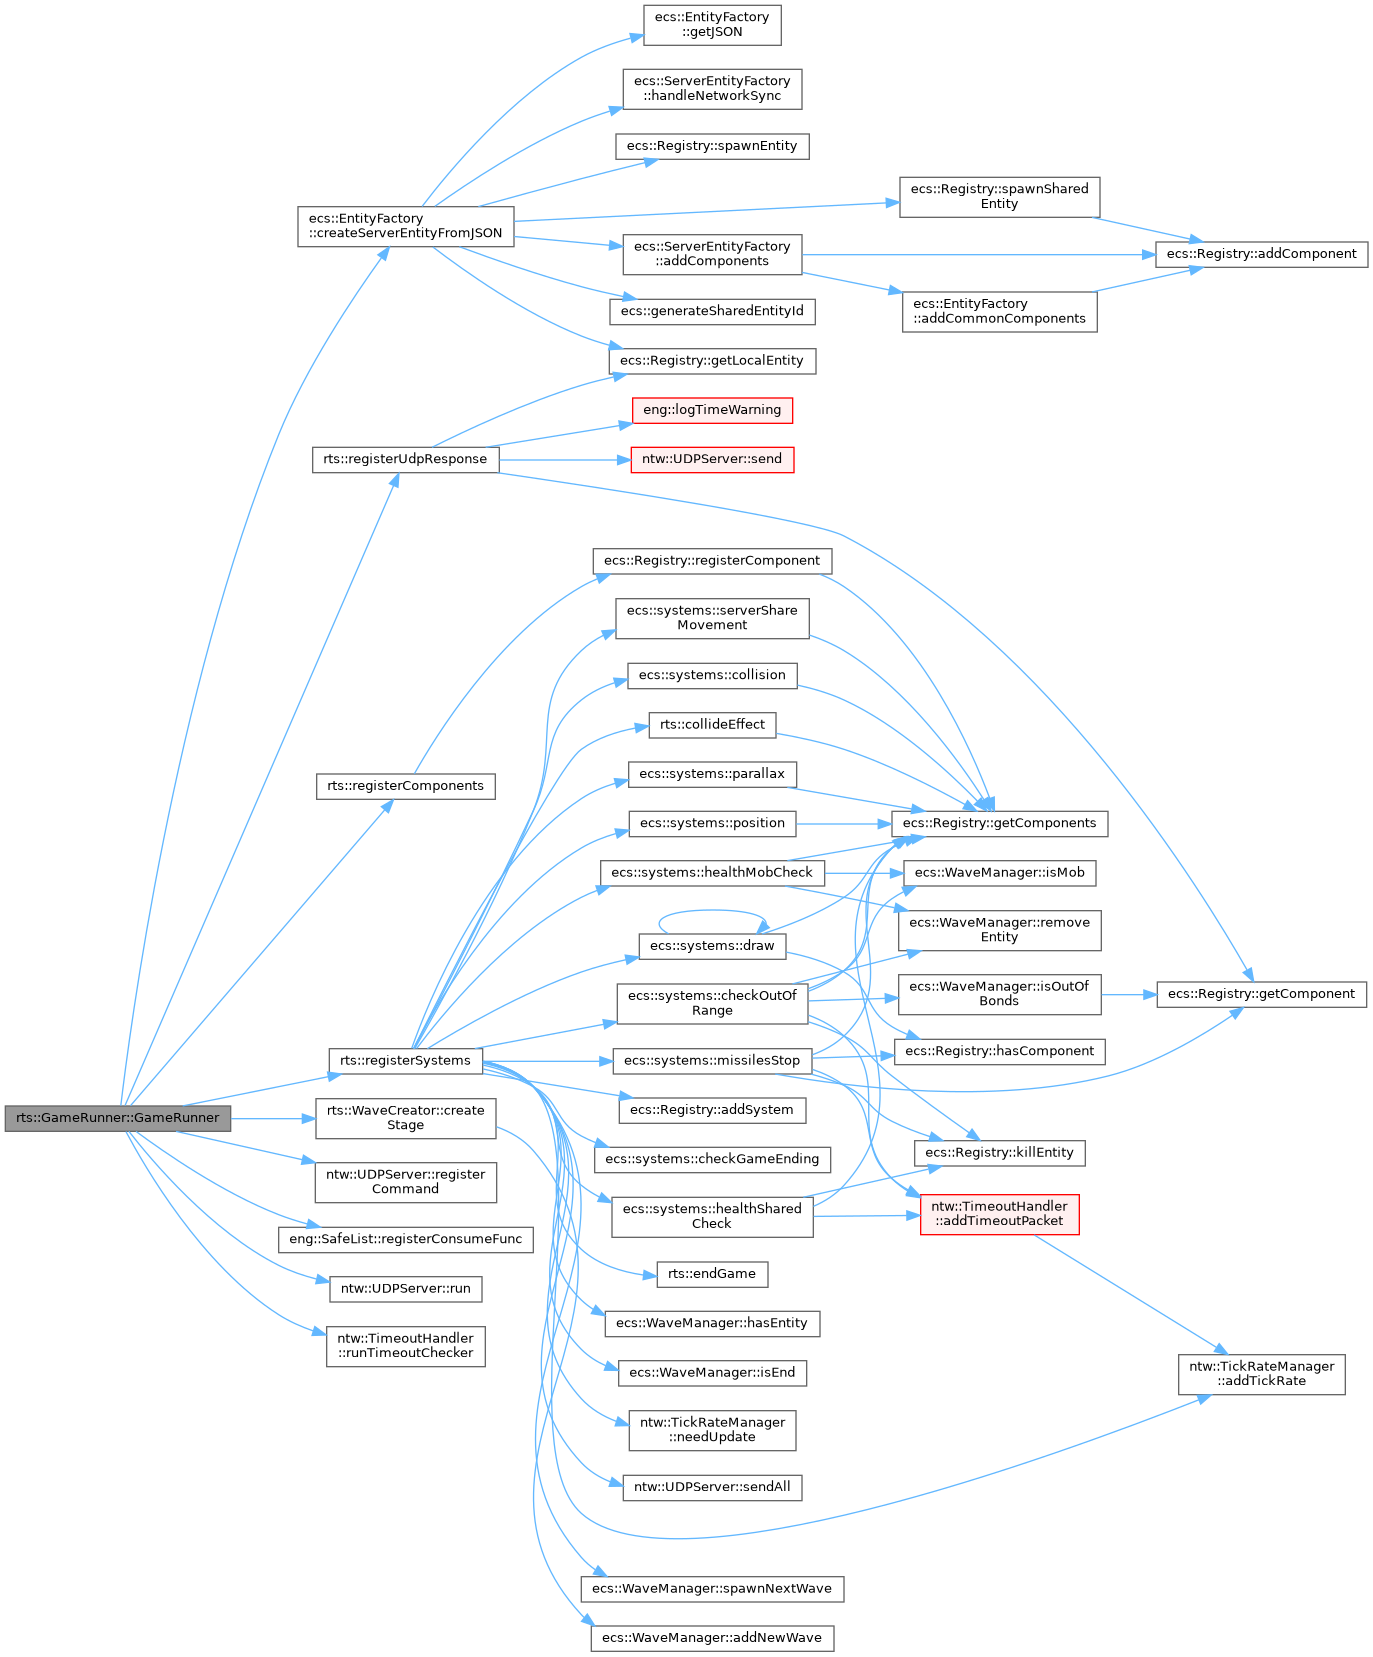 ecs::EntityFactory
::getJSON
ecs::ServerEntityFactory
::handleNetworkSync
ecs::Registry::spawnEntity
ecs::Registry::spawnShared
Entity
ecs::EntityFactory
::createServerEntityFromJSON
ecs::ServerEntityFactory
::addComponents
ecs::Registry::addComponent
ecs::generateSharedEntityId
ecs::EntityFactory
::addCommonComponents
ecs::Registry::getLocalEntity
eng::logTimeWarning
rts::registerUdpResponse
ntw::UDPServer::send
ecs::Registry::registerComponent
ecs::systems::serverShare
Movement
ecs::systems::collision
rts::collideEffect
ecs::systems::parallax
rts::registerComponents
ecs::systems::position
ecs::Registry::getComponents
ecs::systems::healthMobCheck
ecs::WaveManager::isMob
ecs::WaveManager::remove
Entity
ecs::systems::draw
ecs::systems::checkOutOf
Range
ecs::WaveManager::isOutOf
Bonds
ecs::Registry::getComponent
rts::registerSystems
ecs::systems::missilesStop
ecs::Registry::hasComponent
rts::GameRunner::GameRunner
rts::WaveCreator::create
Stage
ecs::Registry::addSystem
ecs::systems::checkGameEnding
ecs::Registry::killEntity
ntw::UDPServer::register
Command
ecs::systems::healthShared
Check
ntw::TimeoutHandler
::addTimeoutPacket
eng::SafeList::registerConsumeFunc
rts::endGame
ntw::UDPServer::run
ecs::WaveManager::hasEntity
ntw::TimeoutHandler
::runTimeoutChecker
ecs::WaveManager::isEnd
ntw::TickRateManager
::addTickRate
ntw::TickRateManager
::needUpdate
ntw::UDPServer::sendAll
ecs::WaveManager::spawnNextWave
ecs::WaveManager::addNewWave